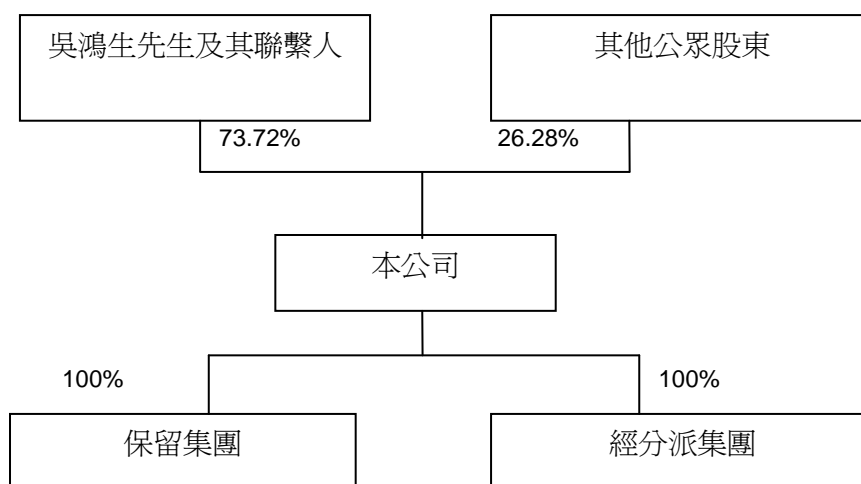 吳鴻生先生及其聯繫人
其他公眾股東
73.72%
26.28%
本公司
100%
100%
保留集團
經分派集團